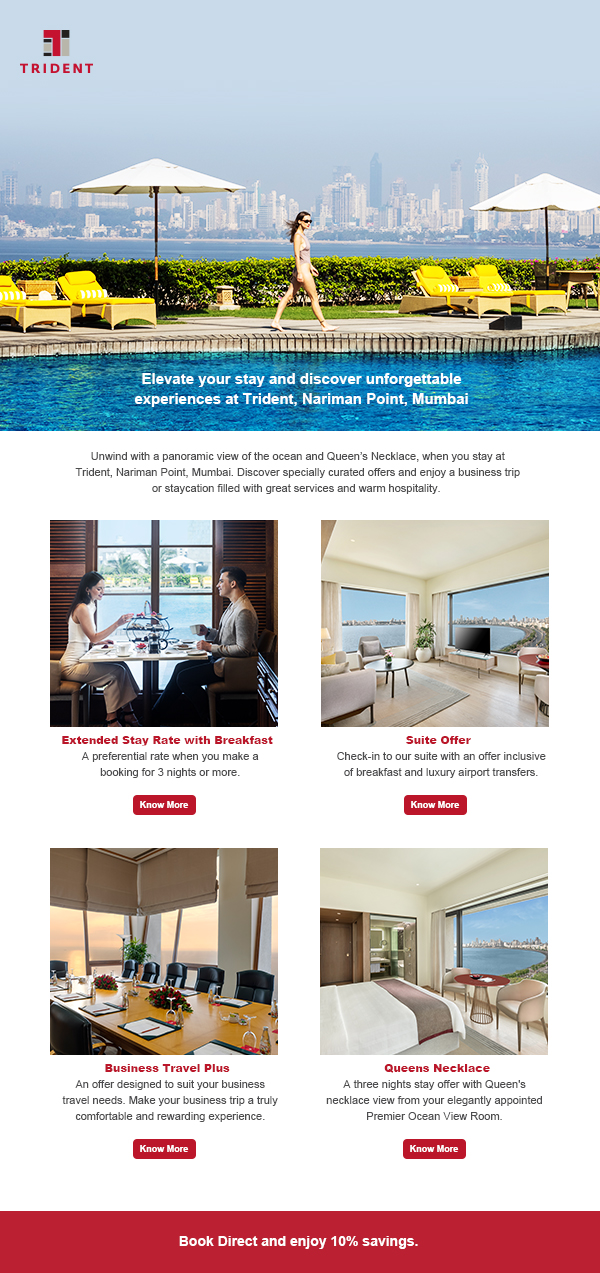 TRIDENT
Elevate your stay and discover unforgettable
experiences at Trident, Nariman Point, Mumbai
Unwind with a panoramic view of the ocean and Queen's Necklace, when you stay at
Trident, Nariman Point, Mumbai. Discover specially curated offers and enjoy a business trip
or staycation filled with great services and warm hospitality.
Extended Stay Rate with Breakfast
A preferential rate when you make a
booking for 3 nights or more.
Know More
Suite Offer
Check-in to our suite with an offer inclusive
of breakfast and luxury airport transfers.
Know More
Business Travel Plus
An offer designed to suit your business
travel needs. Make your business trip a truly
comfortable and rewarding experience.
Know More
Queens Necklace
A three nights stay offer with Queen's
necklace view from your elegantly appointed
Premier Ocean View Room.
Know More
Book Direct and enjoy 10% savings.